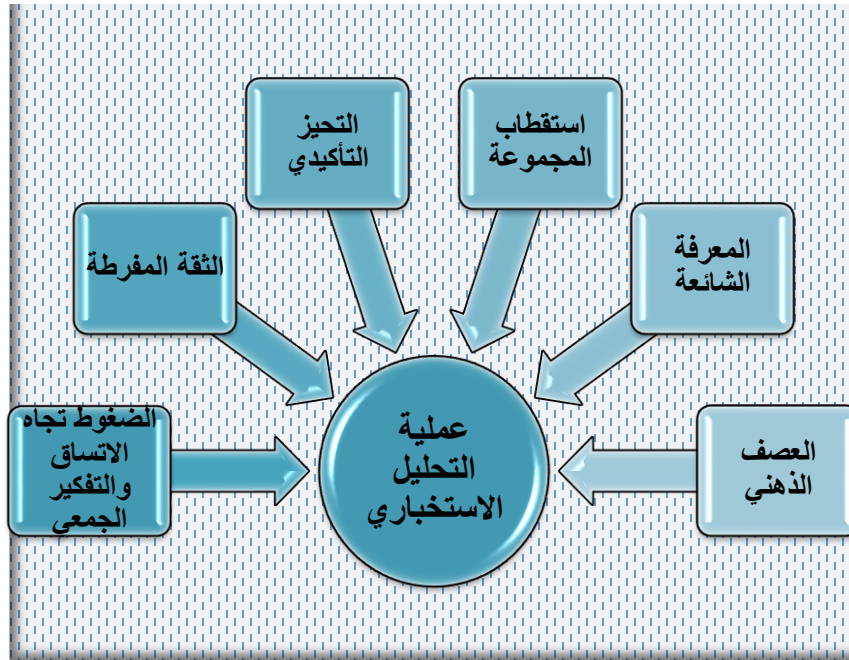 استقطاب
المجموعة
التحيز
التأكيدي
المعرفة
الشائعة
الثقة المفرطة
العصف
الذهني
عملية
التحليل
الاستخباري
الضغوط تجاه
الاتساق
والتفكير
الجمعي